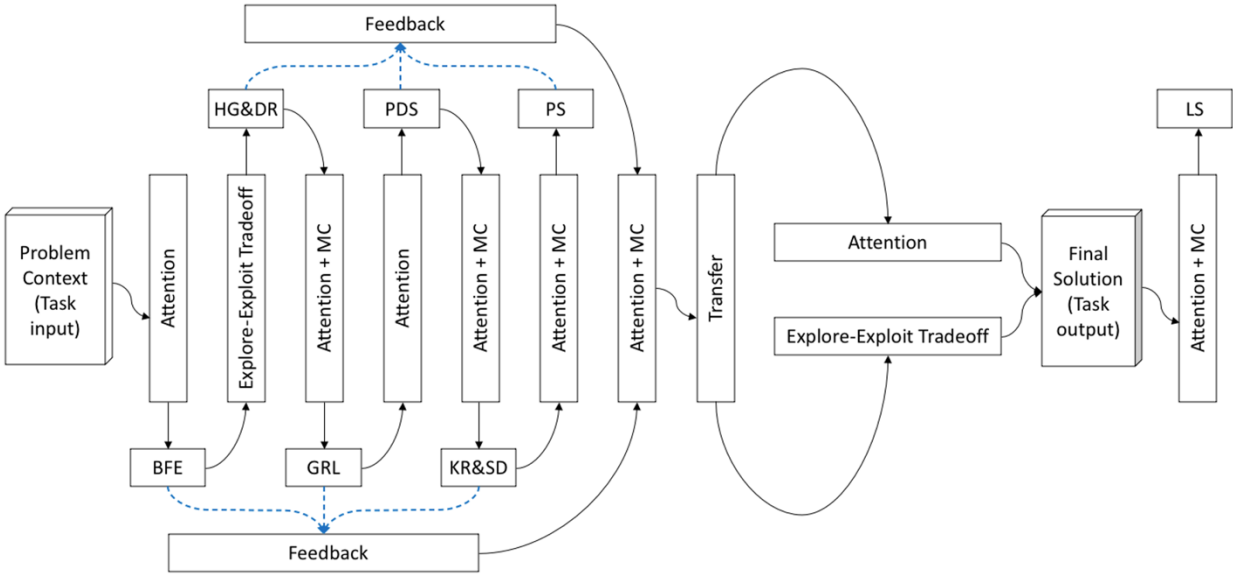 Feedback
HG&DR
PDS
PS
LS
Problem
Context
(Task
input)
Attention
Explore-Exploit Tradeoff
Attention + MC
Attention
Attention + MC
Attention + MC
Attention + MC
Transfer
Attention
Explore-Exploit Tradeoff
Final
Solution
(Task
output)
Attention + MC
BFE
GRL
KR&SD
Feedback